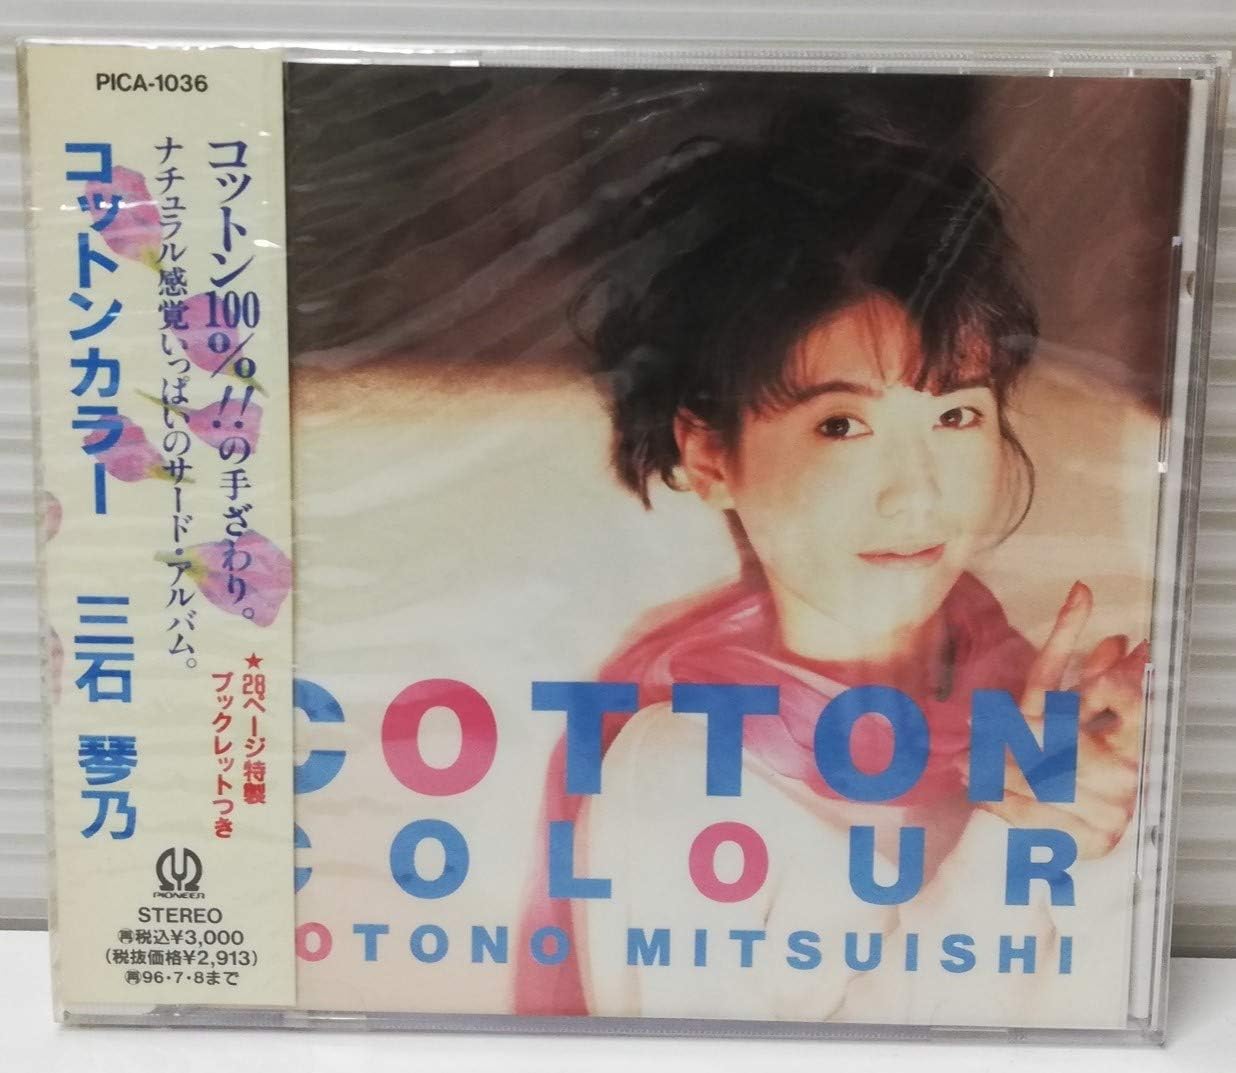 PICA-1036
コットン100%!!の手ざわり。
ナチュラル感覚いっぱいのサード・アルバム。
コットンカラー 三石 琴乃
★28ページ特製
ブックレットつき
PIONEER
STEREO
再税込¥3,000
(税抜価格¥2,913)
再96・7・8まで
COTTON
COLOUR
OTONO MITSUISHI